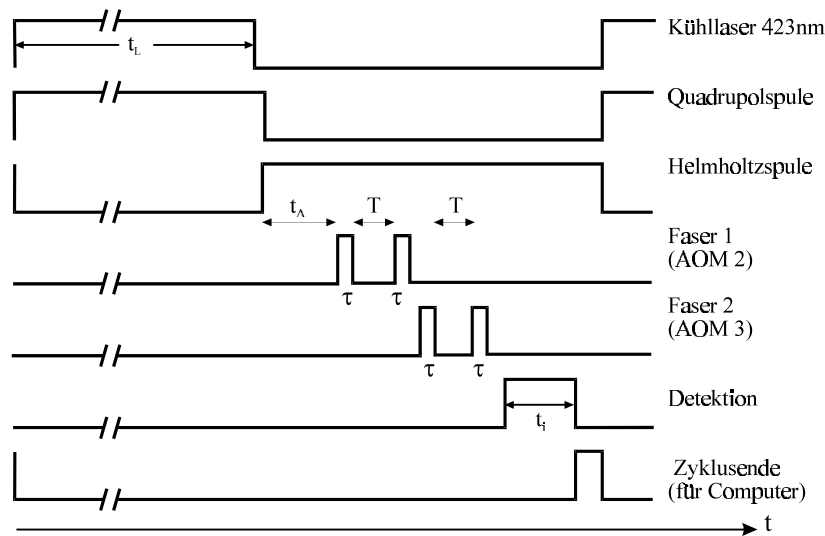 Kühllaser 423nm
t_L
Quadrupolspule
Helmholtzspule
t_A
T
T
Faser 1
(AOM 2)
τ
τ
Faser 2
(AOM 3)
τ
τ
Detektion
t_i
Zyklusende
(für Computer)
t